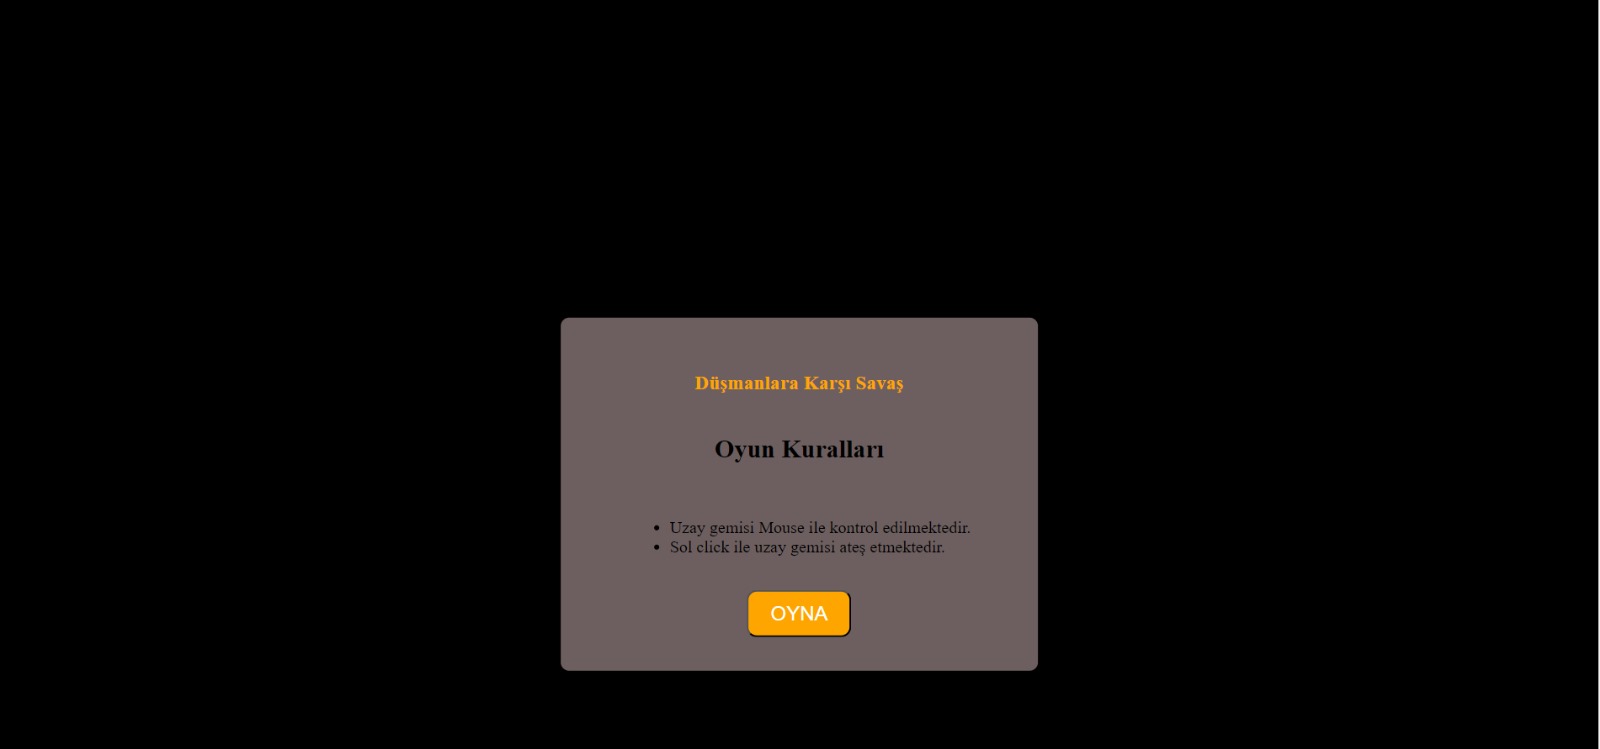 Düşmanlara Karşı Savaş
Oyun Kuralları
• Uzay gemisi Mouse ile kontrol edilmektedir.
• Sol click ile uzay gemisi ateş etmektedir.
OYNA